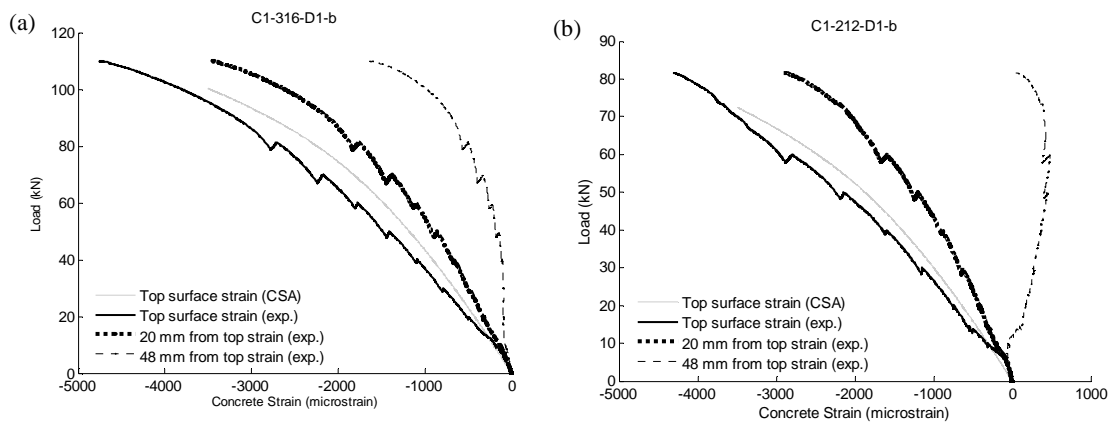 (a)
C1-316-D1-b
120
100
80
60
40
20
0
Load (kN)
Top surface strain (CSA)
Top surface strain (exp.)
20 mm from top strain (exp.)
48 mm from top strain (exp.)
-5000 -4000 -3000 -2000 -1000 0
Concrete Strain (microstrain)
(b)
C1-212-D1-b
90
80
70
60
50
40
30
20
10
0
Load (kN)
Top surface strain (CSA)
Top surface strain (exp.)
20 mm from top strain (exp.)
48 mm from top strain (exp.)
-5000 -4000 -3000 -2000 -1000 0 1000
Concrete Strain (microstrain)